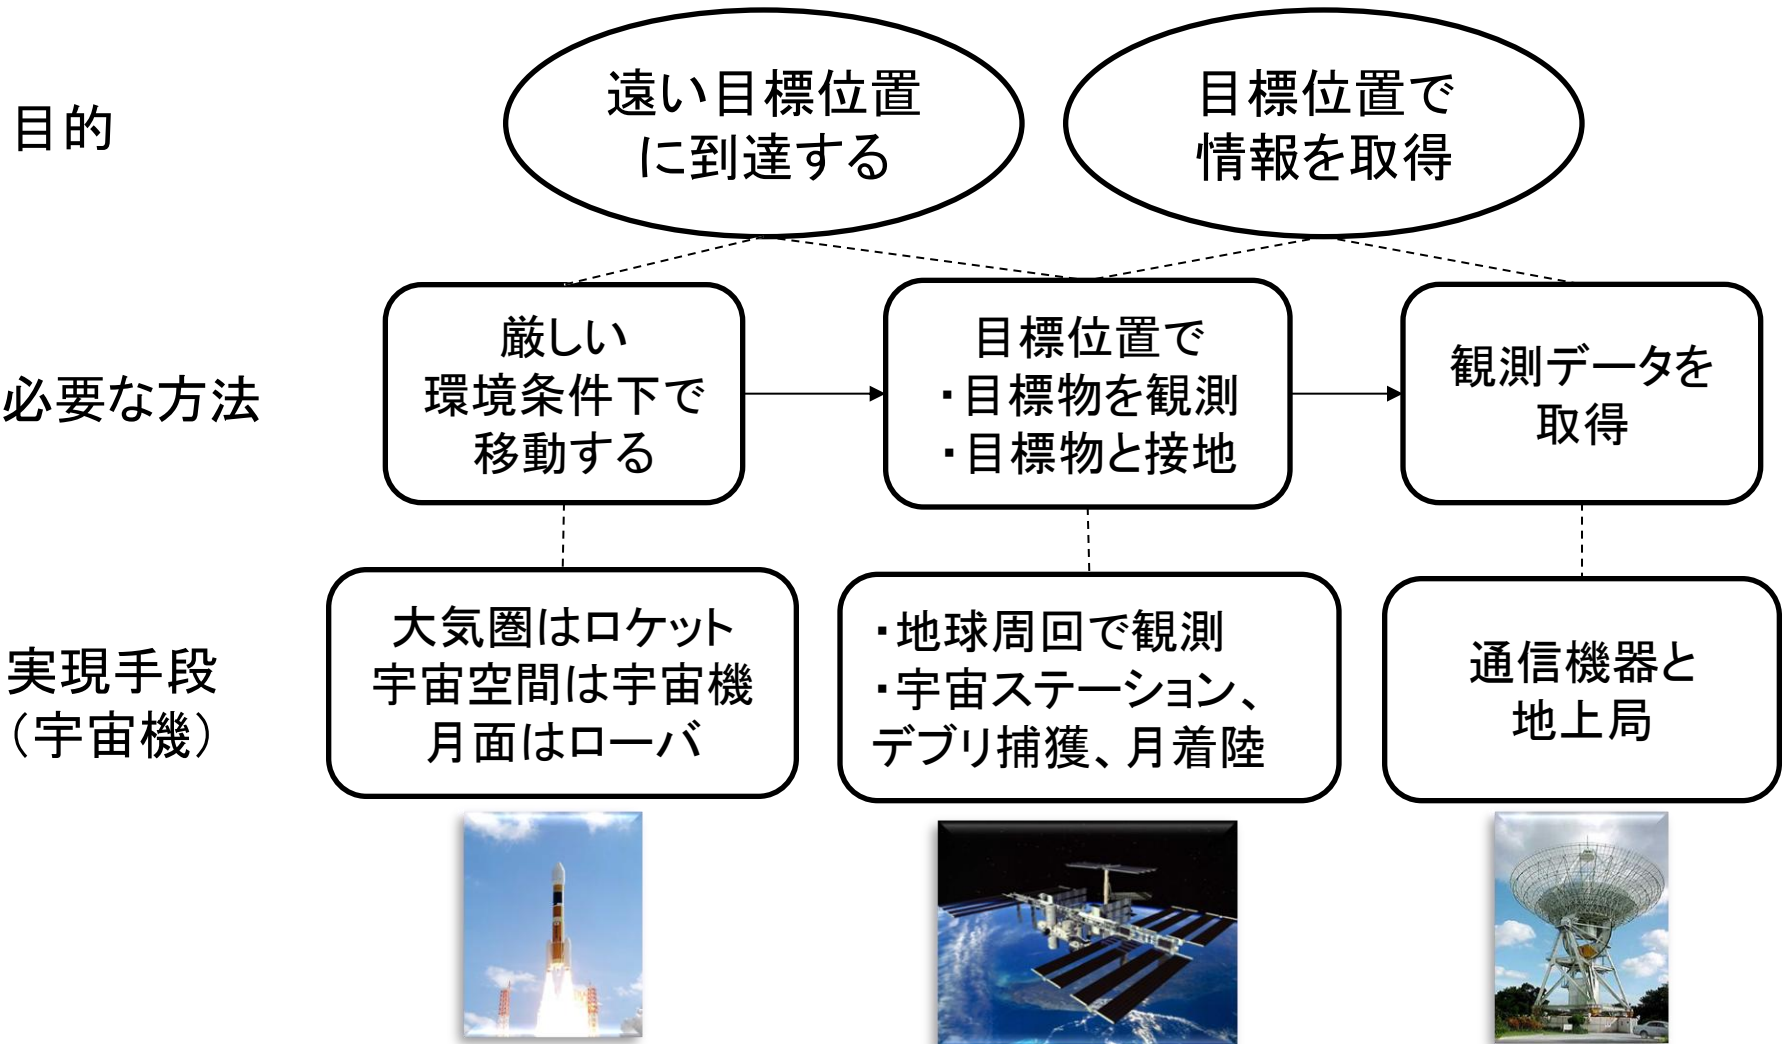 目的
遠い目標位置
に到達する
目標位置で
情報を取得
必要な方法
厳しい
環境条件下で
移動する
目標位置で
・目標物を観測
・目標物と接地
観測データを
取得
実現手段
（宇宙機）
大気圏はロケット
宇宙空間は宇宙機
月面はローバ
・地球周回で観測
・宇宙ステーション、
デブリ捕獲、月着陸
通信機器と
地上局